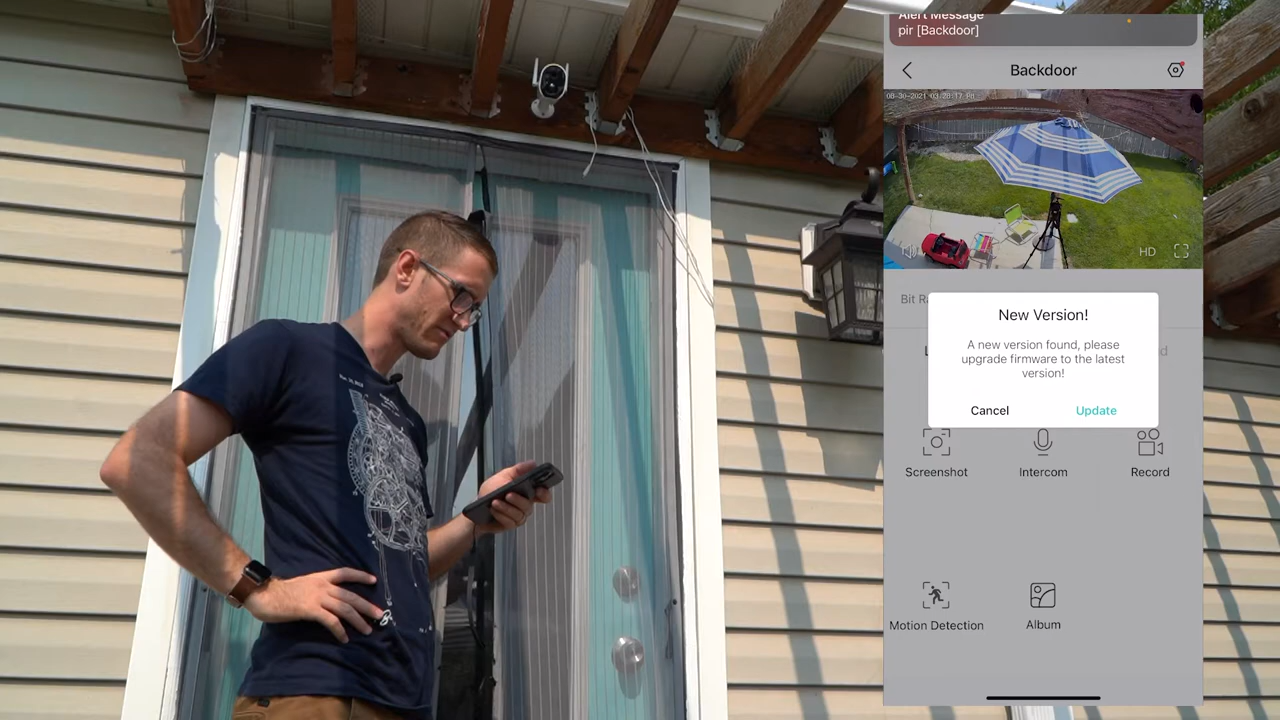 Alert Message
pir [Backdoor]
Backdoor
HD
New Version!
A new version found, please
upgrade firmware to the latest
version!
Cancel
Update
Screenshot
Intercom
Record
Motion Detection
Album